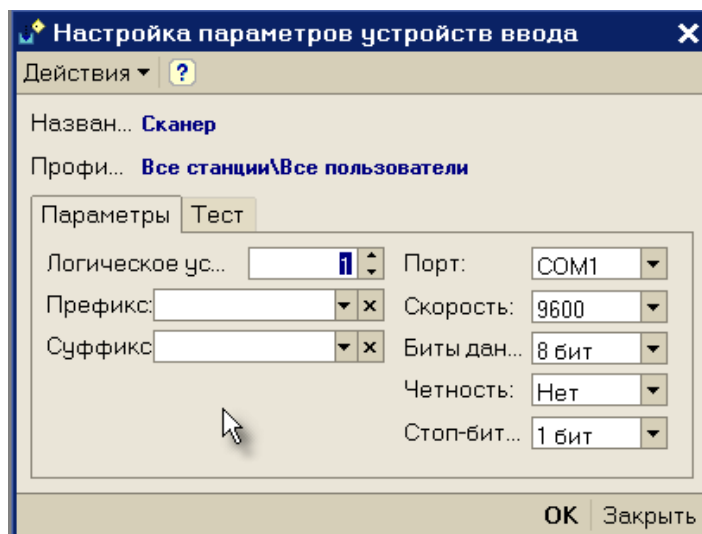 Настройка параметров устройств ввода
Действия ?
Назван... Сканер
Профи... Все станции\Все пользователи
Параметры Тест
Логическое ус... 1 Порт: COM1
Префикс: Скорость: 9600
Суффикс Биты дан... 8 бит
Четность: Нет
Стоп-бит... 1 бит
OK Закрыть